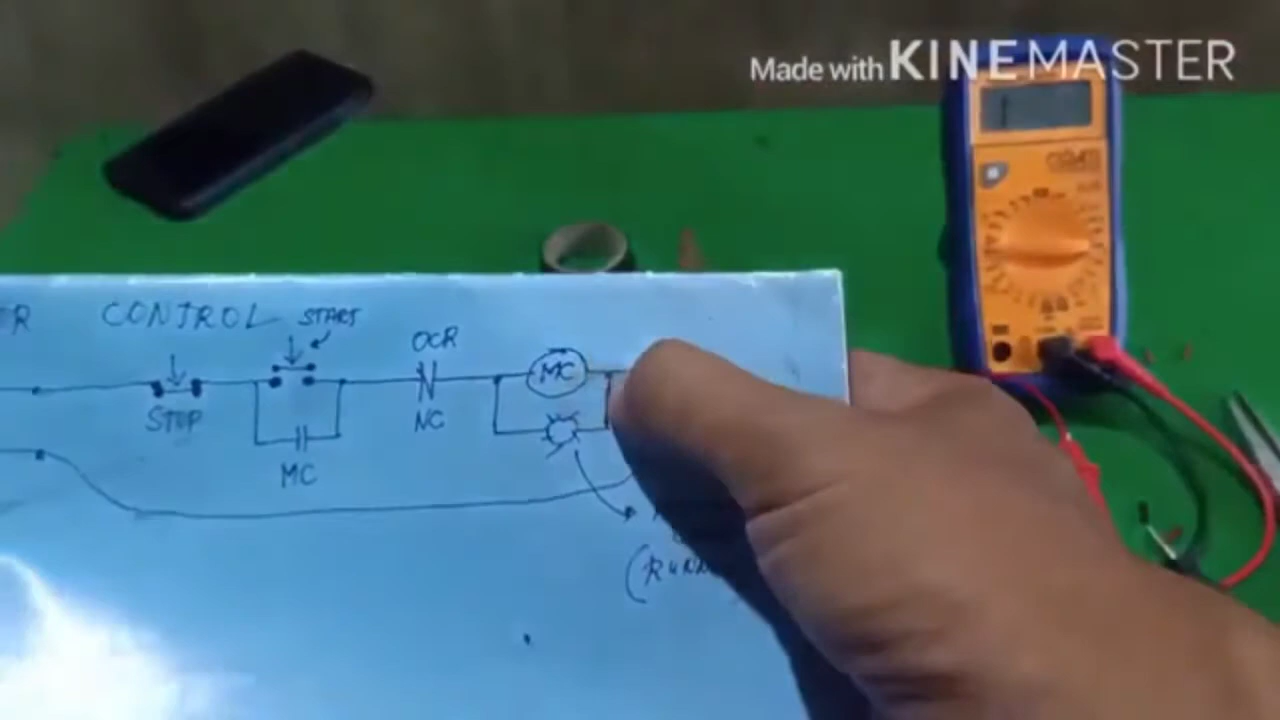 Made with KINEMASTER
CONTROL
START
OCR
MC
STOP
NC
MC